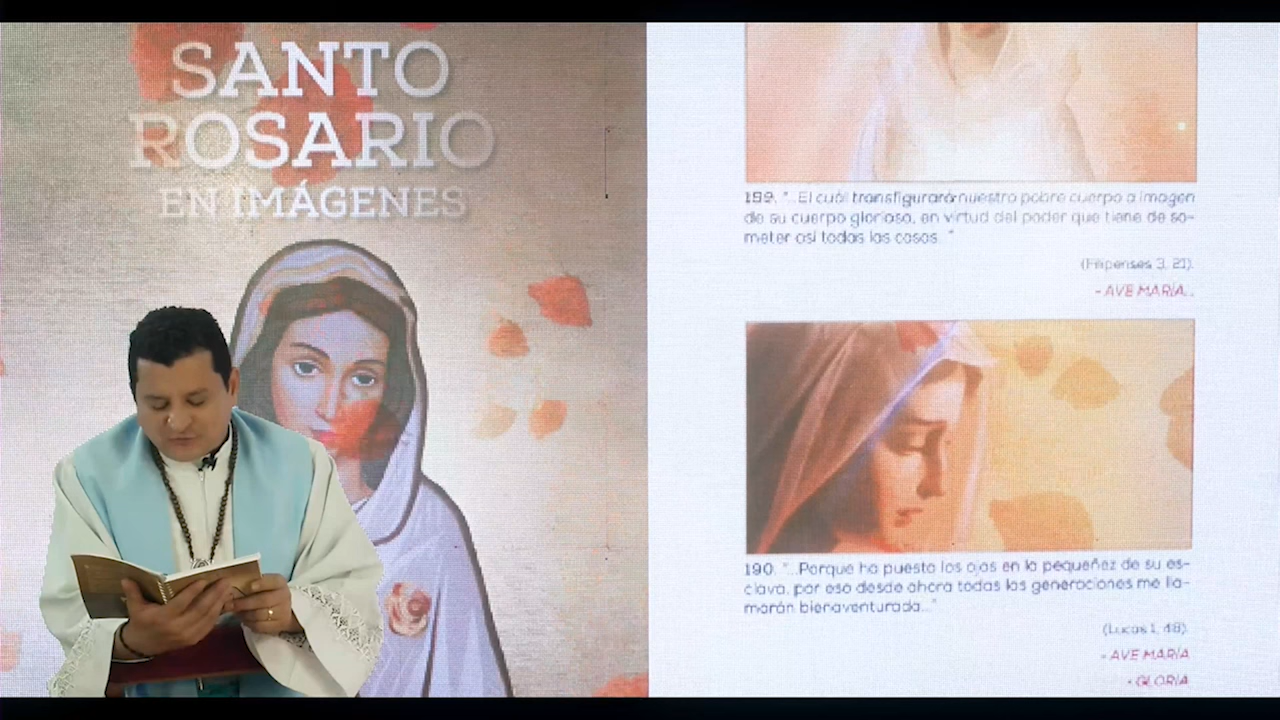 SANTO
ROSARIO
EN IMÁGENES
189. "...El cuál transfigurará nuestro pobre cuerpo a imagen
de su cuerpo glorioso, en virtud del poder que tiene de so-
meter así todas las cosas..."
(Filipenses 3, 21).
- AVE MARÍA...
190. "...Porque ha puesto los ojos en la pequeñez de su es-
clava, por eso desde ahora todas las generaciones me lla-
marán bienaventurada..."
(Lucas 1, 48).
- AVE MARÍA
- GLORIA